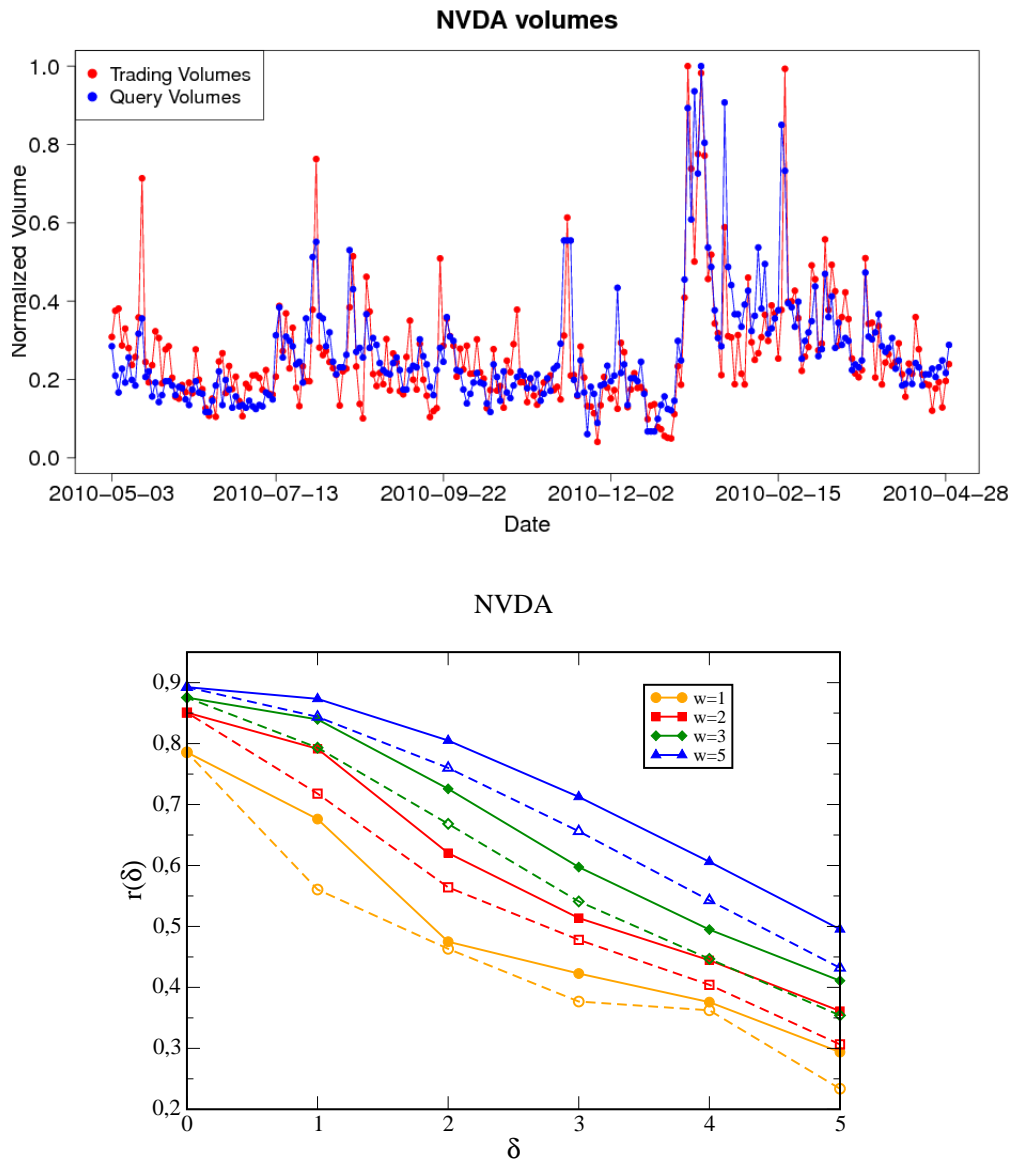 NVDA volumes
Trading Volumes
Query Volumes
Normalized Volume
1.0
0.8
0.6
0.4
0.2
0.0
2010−05−03 2010−07−13 2010−09−22 2010−12−02 2010−02−15 2010−04−28
Date
NVDA
w=1
w=2
w=3
w=5
r(δ)
0,9
0,8
0,7
0,6
0,5
0,4
0,3
0,2
0 1 2 3 4 5
δ